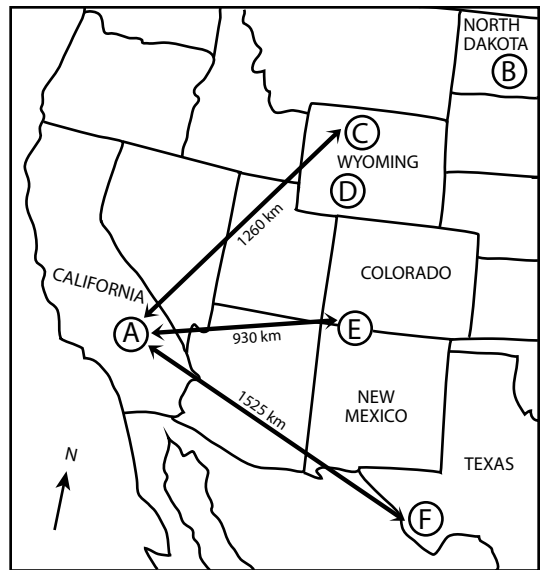 NORTH
DAKOTA
B
C
WYOMING
D
1260 km
COLORADO
CALIFORNIA
A
E
930 km
1525 km
NEW
MEXICO
TEXAS
N
F